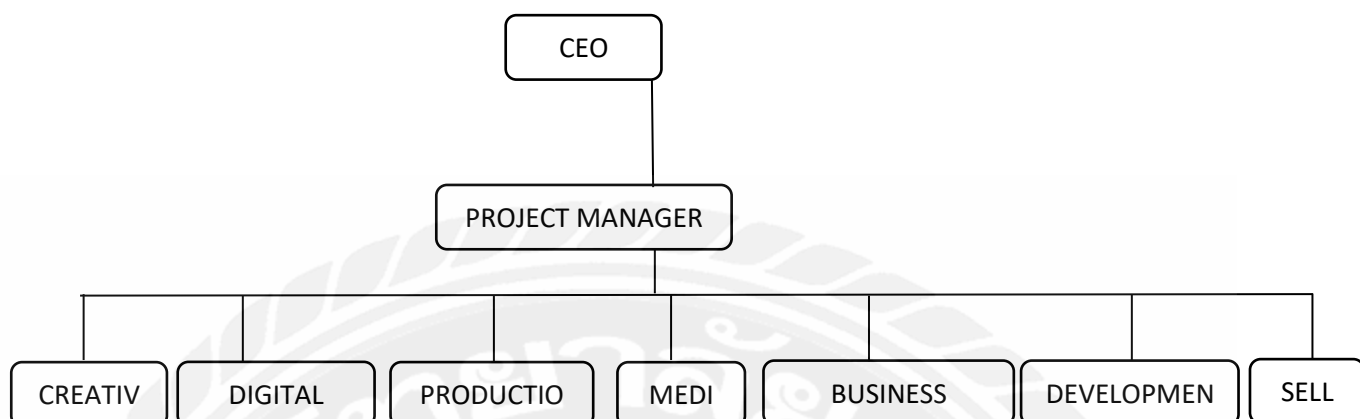 CEO
PROJECT MANAGER
CREATIV DIGITAL PRODUCTIO MEDI BUSINESS DEVELOPMEN SELL